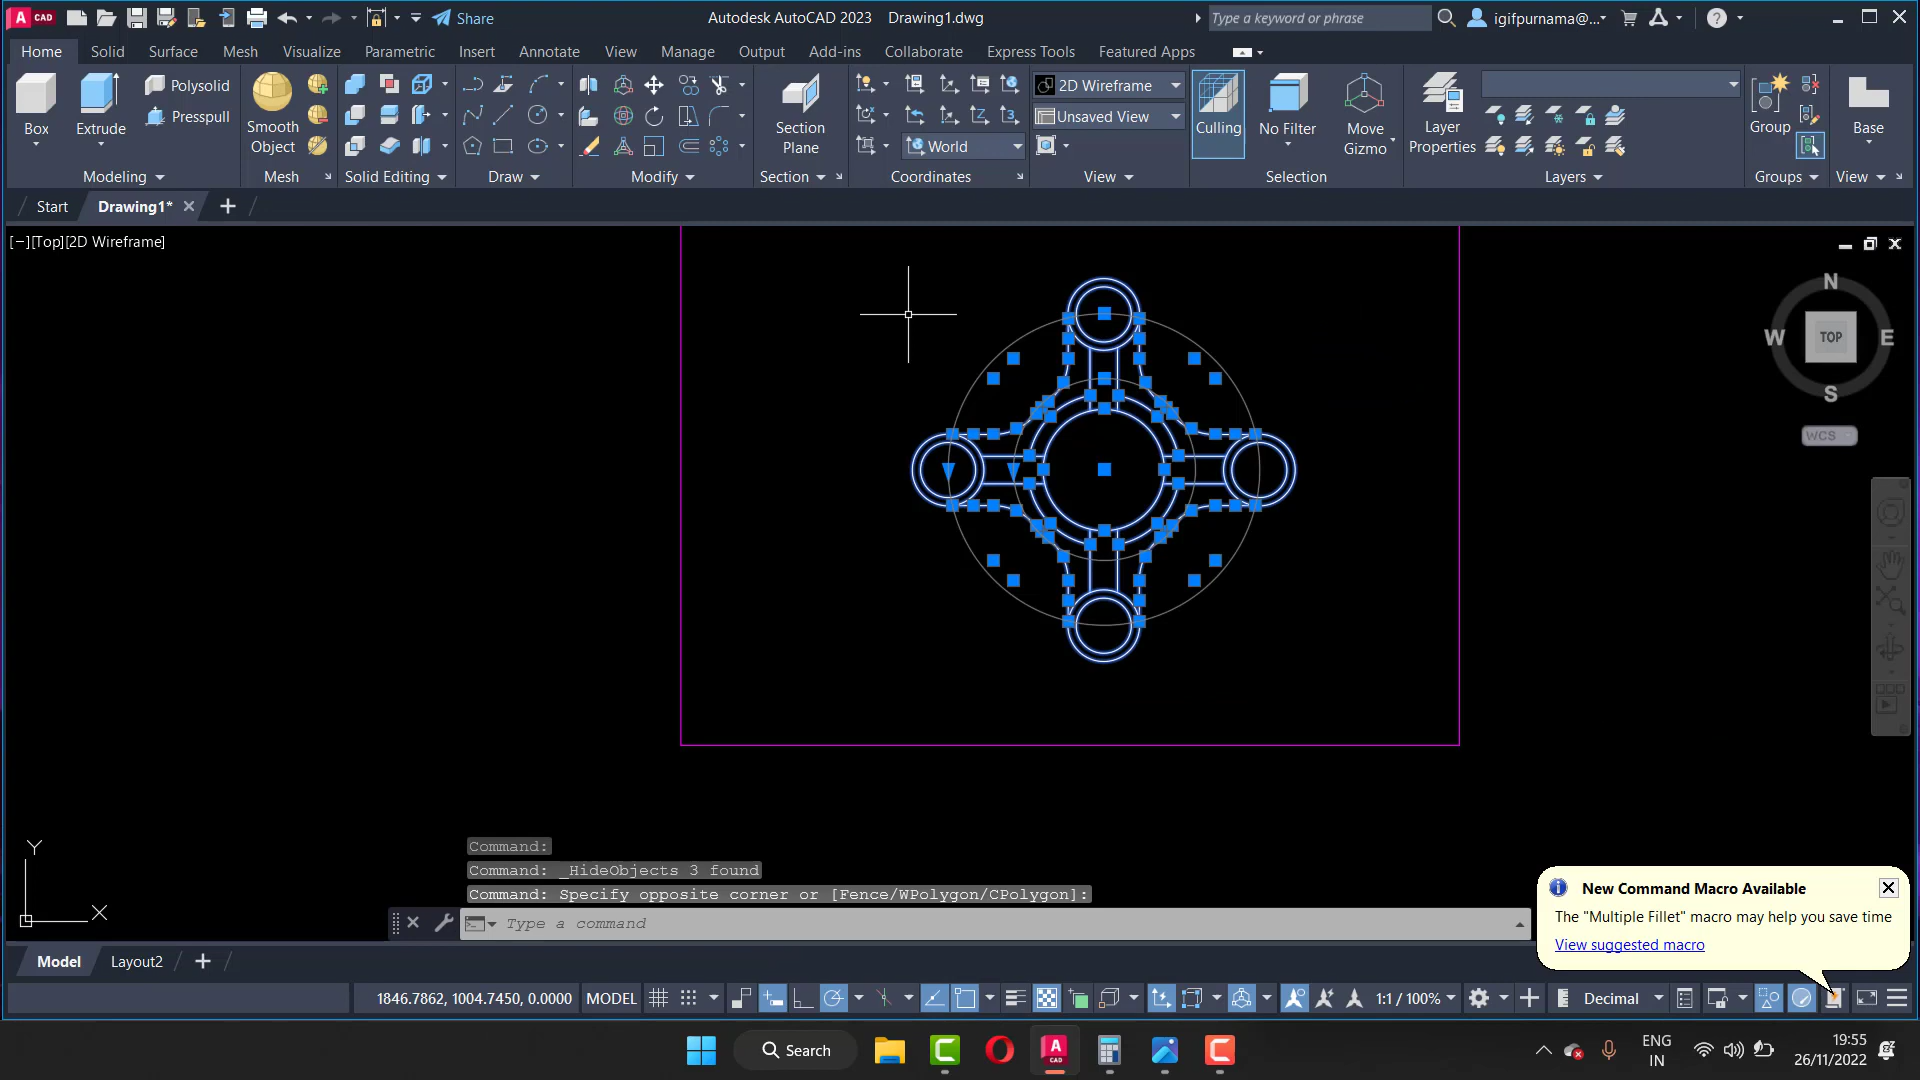 CAD
Share
Autodesk AutoCAD 2023
Drawing1.dwg
Type a keyword or phrase
igifpurnama@...
?
Home
Solid
Surface
Mesh
Visualize
Parametric
Insert
Annotate
View
Manage
Output
Add-ins
Collaborate
Express Tools
Featured Apps
Box
Extrude
Polysolid
Presspull
Smooth
Object
Section
Plane
World
2D Wireframe
Unsaved View
Culling
No Filter
Move
Gizmo
Layer
Properties
Group
Base
Modeling
Mesh
Solid Editing
Draw
Modify
Section
Coordinates
View
Selection
Layers
Groups
View
Start
Drawing1*
[−][Top][2D Wireframe]
N
W
TOP
E
S
WCS
Y
X
Command:
Command: _HideObjects 3 found
Command: Specify opposite corner or [Fence/WPolygon/CPolygon]:
Type a command
New Command Macro Available
The "Multiple Fillet" macro may help you save time
View suggested macro
Model
Layout2
1846.7862, 1004.7450, 0.0000
MODEL
1:1 / 100%
Decimal
Search
A
CAD
ENG
IN
19:55
26/11/2022